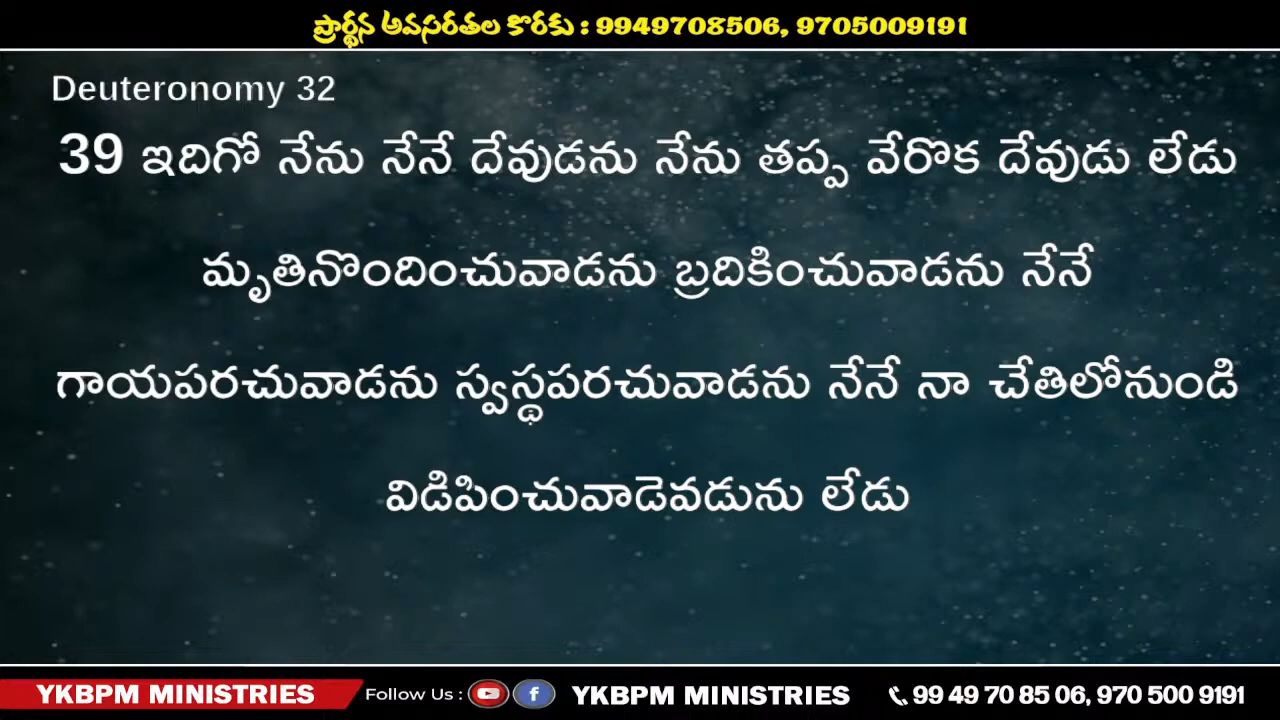 ప్రార్థన అవసరతల కొరకు : 9949708506, 9705009191
Deuteronomy 32
39 ఇదిగో నేను నేనే దేవుడను నేను తప్ప వేరొక దేవుడు లేడు
మృతినొందించువాడను బ్రదికించువాడను నేనే
గాయపరచువాడను స్వస్థపరచువాడను నేనే నా చేతిలోనుండి
విడిపించువాడెవడును లేడు
YKBPM MINISTRIES Follow Us : YKBPM MINISTRIES 99 49 70 85 06, 970 500 9191